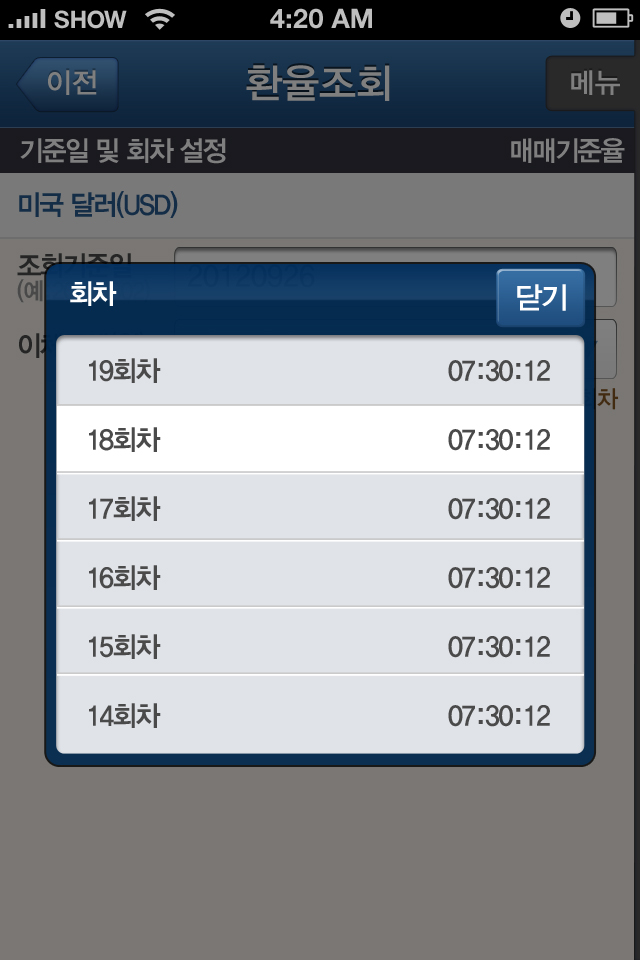 SHOW 4:20 AM
이전 환율조회 메뉴
기준일 및 회차 설정 매매기준율
미국 달러(USD)
조회기준일 20120926
(예
회차 닫기
이
차
19회차 07:30:12
18회차 07:30:12
17회차 07:30:12
16회차 07:30:12
15회차 07:30:12
14회차 07:30:12